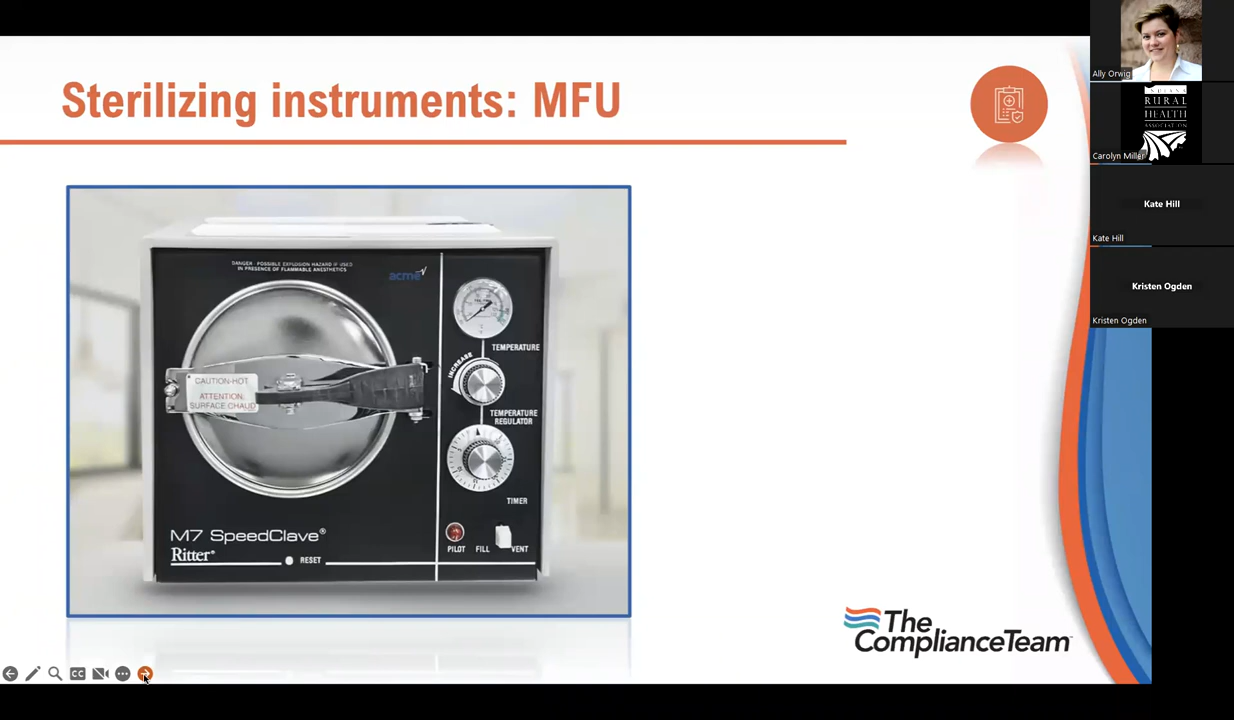 Sterilizing instruments: MFU
DANGER - POSSIBLE EXPLOSION HAZARD IF USED
IN PRESENCE OF FLAMMABLE ANESTHETICS
acme
TEMPERATURE
INCREASE
TEMPERATURE
REGULATOR
CAUTION-HOT
ATTENTION:
SURFACE CHAUD
TIMER
M7 SpeedClave®
Ritter®
RESET
PILOT
FILL
VENT
The
ComplianceTeam
CC
Ally Orwig
RURAL
HEALTH
ASSOCIATION
Carolyn Miller
Kate Hill
Kate Hill
Kristen Ogden
Kristen Ogden